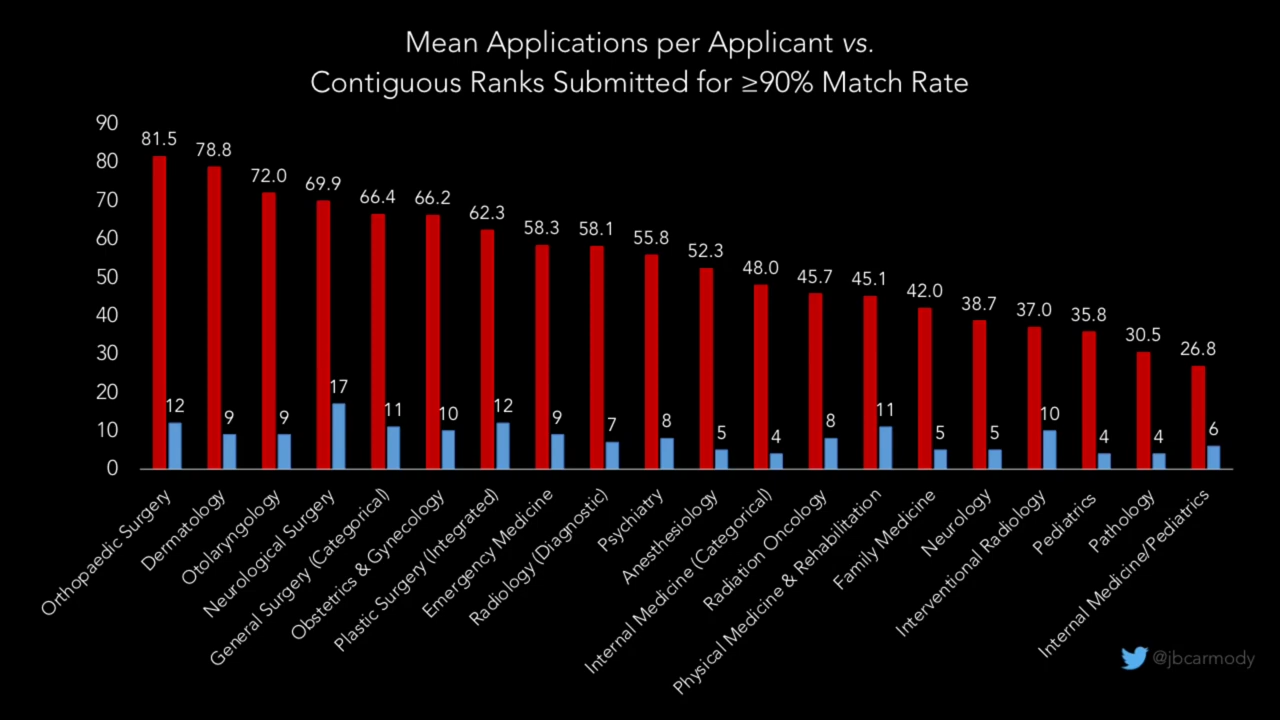 Mean Applications per Applicant vs.
Contiguous Ranks Submitted for ≥90% Match Rate
90
80
70
60
50
40
30
20
10
0
81.5
78.8
72.0
69.9
66.4
66.2
62.3
58.3
58.1
55.8
52.3
48.0
45.7
45.1
42.0
38.7
37.0
35.8
30.5
26.8
12
9
9
17
11
10
12
9
7
8
5
4
8
11
5
5
10
4
4
6
Orthopaedic Surgery
Dermatology
Otolaryngology
Neurological Surgery
General Surgery (Categorical)
Obstetrics & Gynecology
Plastic Surgery (Integrated)
Emergency Medicine
Radiology (Diagnostic)
Psychiatry
Anesthesiology
Internal Medicine (Categorical)
Radiation Oncology
Physical Medicine & Rehabilitation
Family Medicine
Neurology
Interventional Radiology
Pediatrics
Pathology
Internal Medicine/Pediatrics
@jbcarmody